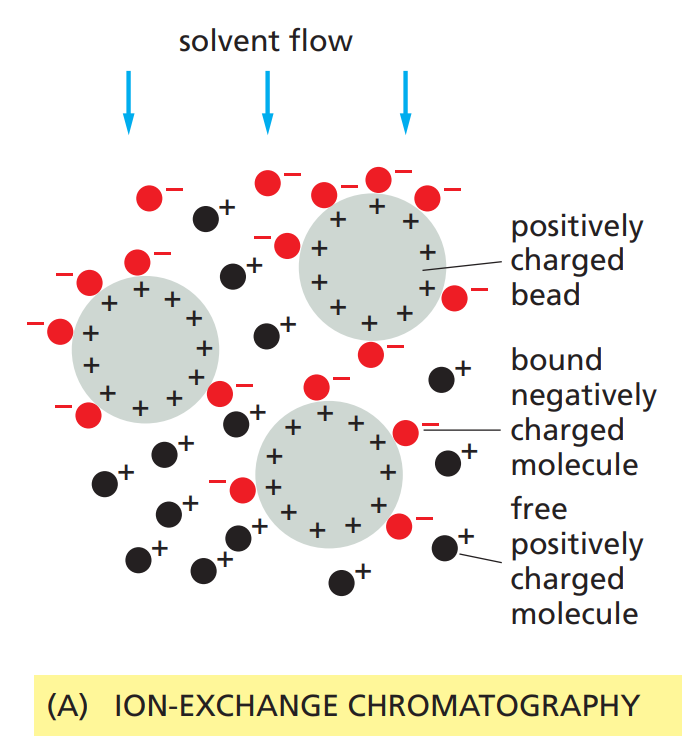 solvent flow
positively
charged
bead
bound
negatively
charged
molecule
free
positively
charged
molecule
(A) ION-EXCHANGE CHROMATOGRAPHY